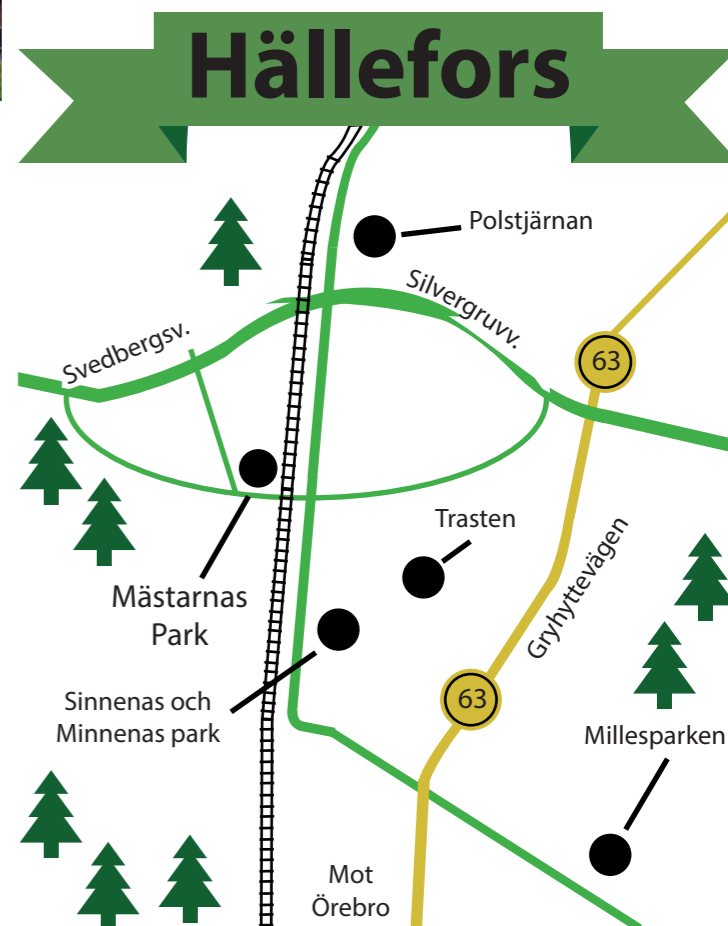 Hällefors
Polstjärnan
Silvergruvv.
Svedbergsv.
63
Trasten
Gryhyttevägen
Mästarnas
Park
Sinnenas och
Minnenas park
63
Millesparken
Mot
Örebro